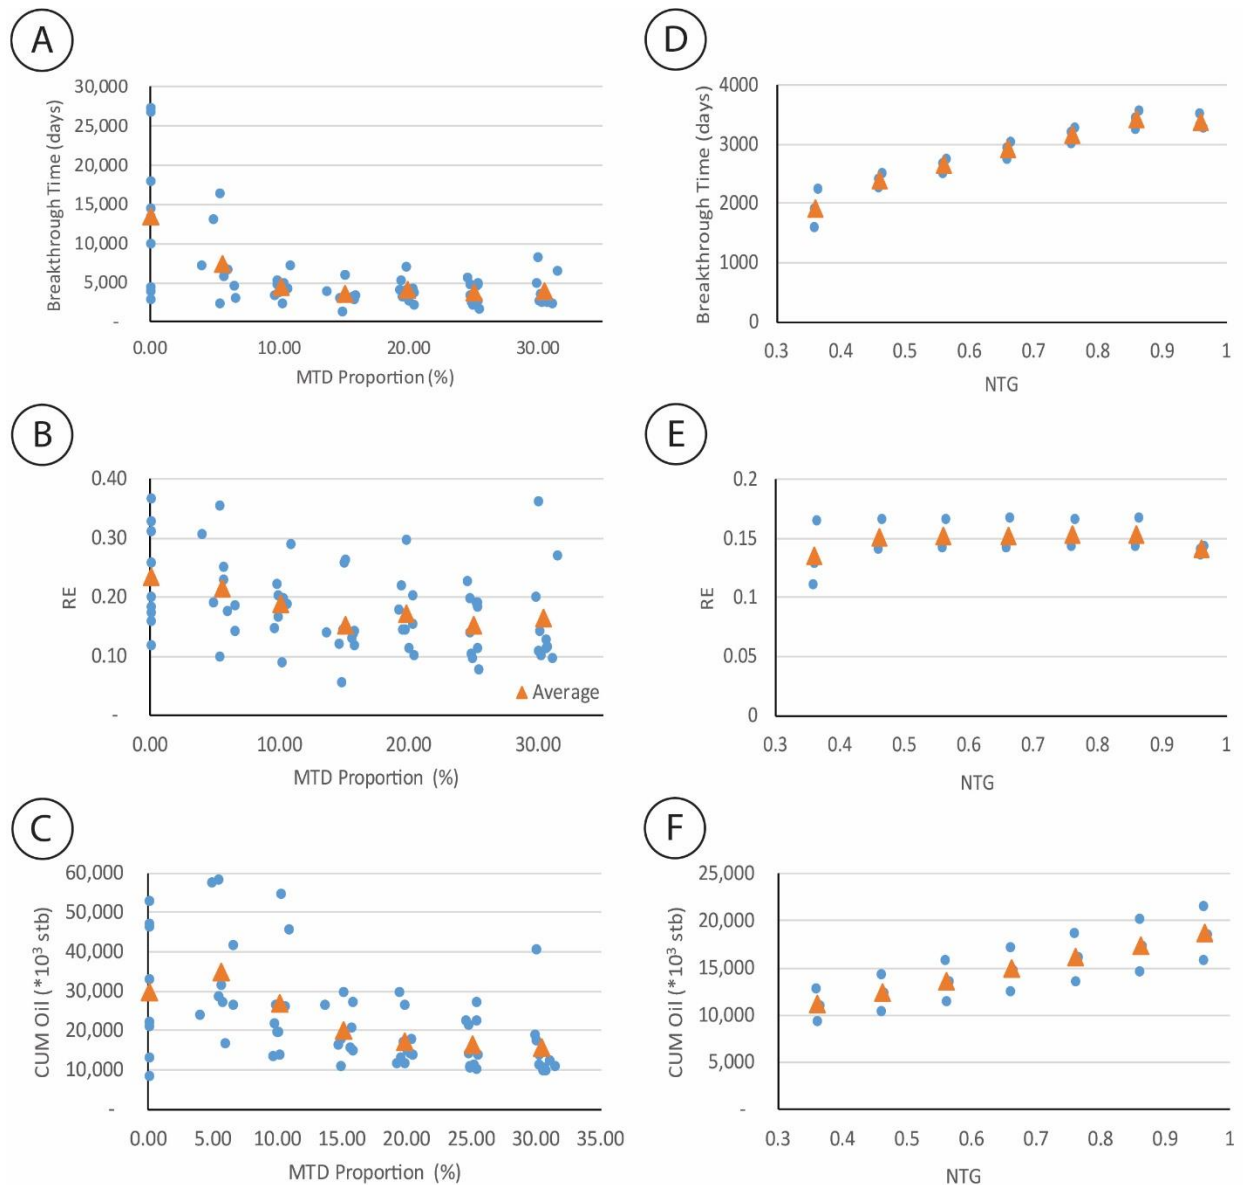 A
30,000
25,000
20,000
15,000
10,000
5,000
-
Breakthrough Time (days)
0.00 10.00 20.00 30.00
MTD Proportion (%)
D
4000
3000
2000
1000
0
Breakthrough Time (days)
0.3 0.4 0.5 0.6 0.7 0.8 0.9 1
NTG
B
0.40
0.30
0.20
0.10
-
RE
Average
0.00 10.00 20.00 30.00
MTD Proportion (%)
E
0.2
0.15
0.1
0.05
0
RE
0.3 0.4 0.5 0.6 0.7 0.8 0.9 1
NTG
C
60,000
50,000
40,000
30,000
20,000
10,000
-
CUM Oil (*10³ stb)
0.00 5.00 10.00 15.00 20.00 25.00 30.00 35.00
MTD Proportion (%)
F
25,000
20,000
15,000
10,000
5,000
-
CUM Oil (*10³ stb)
0.3 0.4 0.5 0.6 0.7 0.8 0.9 1
NTG